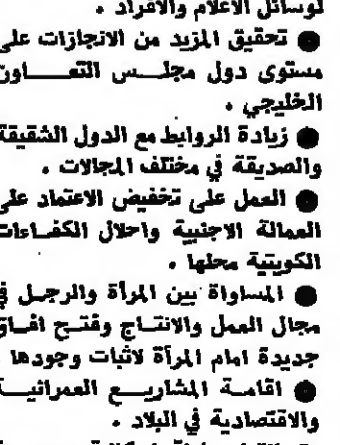 لوسائل الاعلام والافراد .
● تحقيق المزيد من الانجازات على
مستوى دول مجلس التعاون
الخليجي .
● زيادة الروابط مع الدول الشقيقة
والصديقة في مختلف المجالات .
● العمل على تخفيض الاعتماد على
العمالة الاجنبية واحلال الكفاءات
الكويتية محلها .
● المساواة بين المرأة والرجل في
مجال العمل والانتاج وفتح افاق
جديدة امام المرأة لاثبات وجودها .
● اقامة المشاريع العمرانية
والاقتصادية في البلاد .